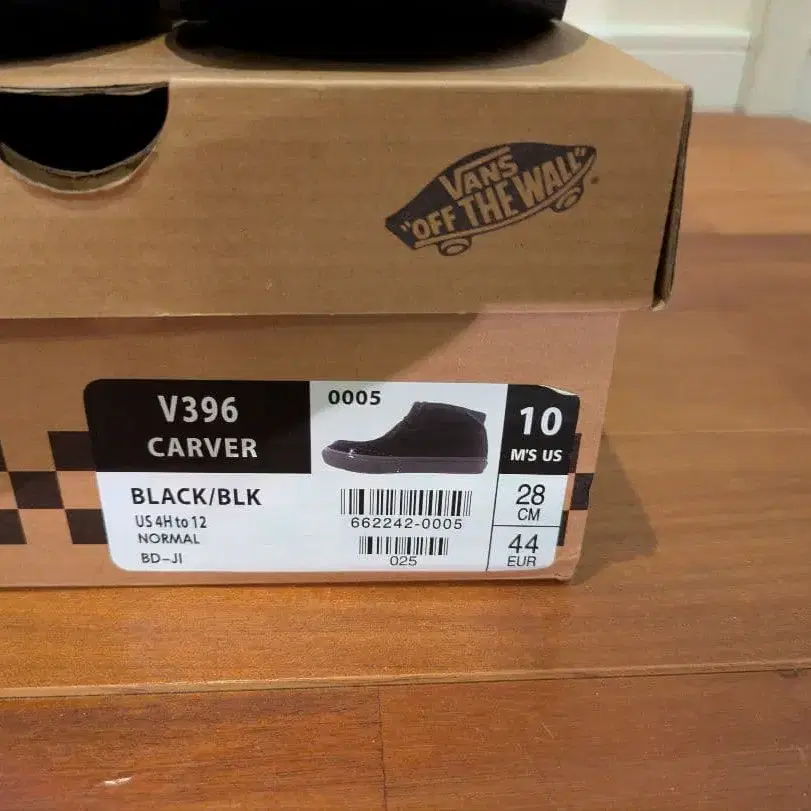 VANS
"OFF THE WALL"
V396
CARVER
0005
10
M'S US
BLACK/BLK
US 4H to 12
NORMAL
BD-JI
662242-0005
025
28
CM
44
EUR